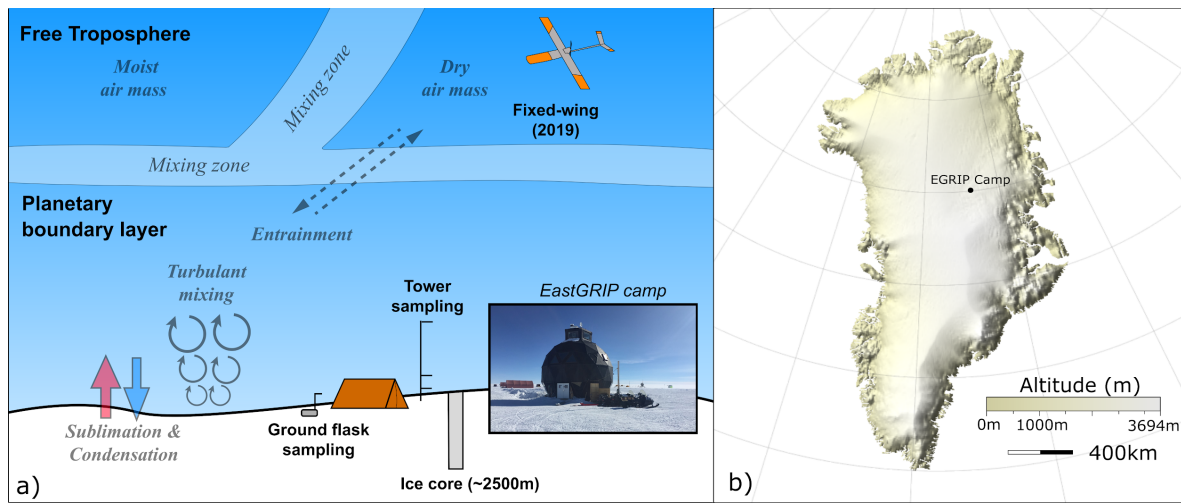 Free Troposphere
Moist
air mass
Mixing zone
Dry
air mass
Fixed-wing
(2019)
Mixing zone
Planetary
boundary layer
Entrainment
Turbulant
mixing
Tower
sampling
EastGRIP camp
Sublimation &
Condensation
Ground flask
sampling
Ice core (~2500m)
a)
EGRIP Camp
Altitude (m)
0m 1000m 3694m
400km
b)